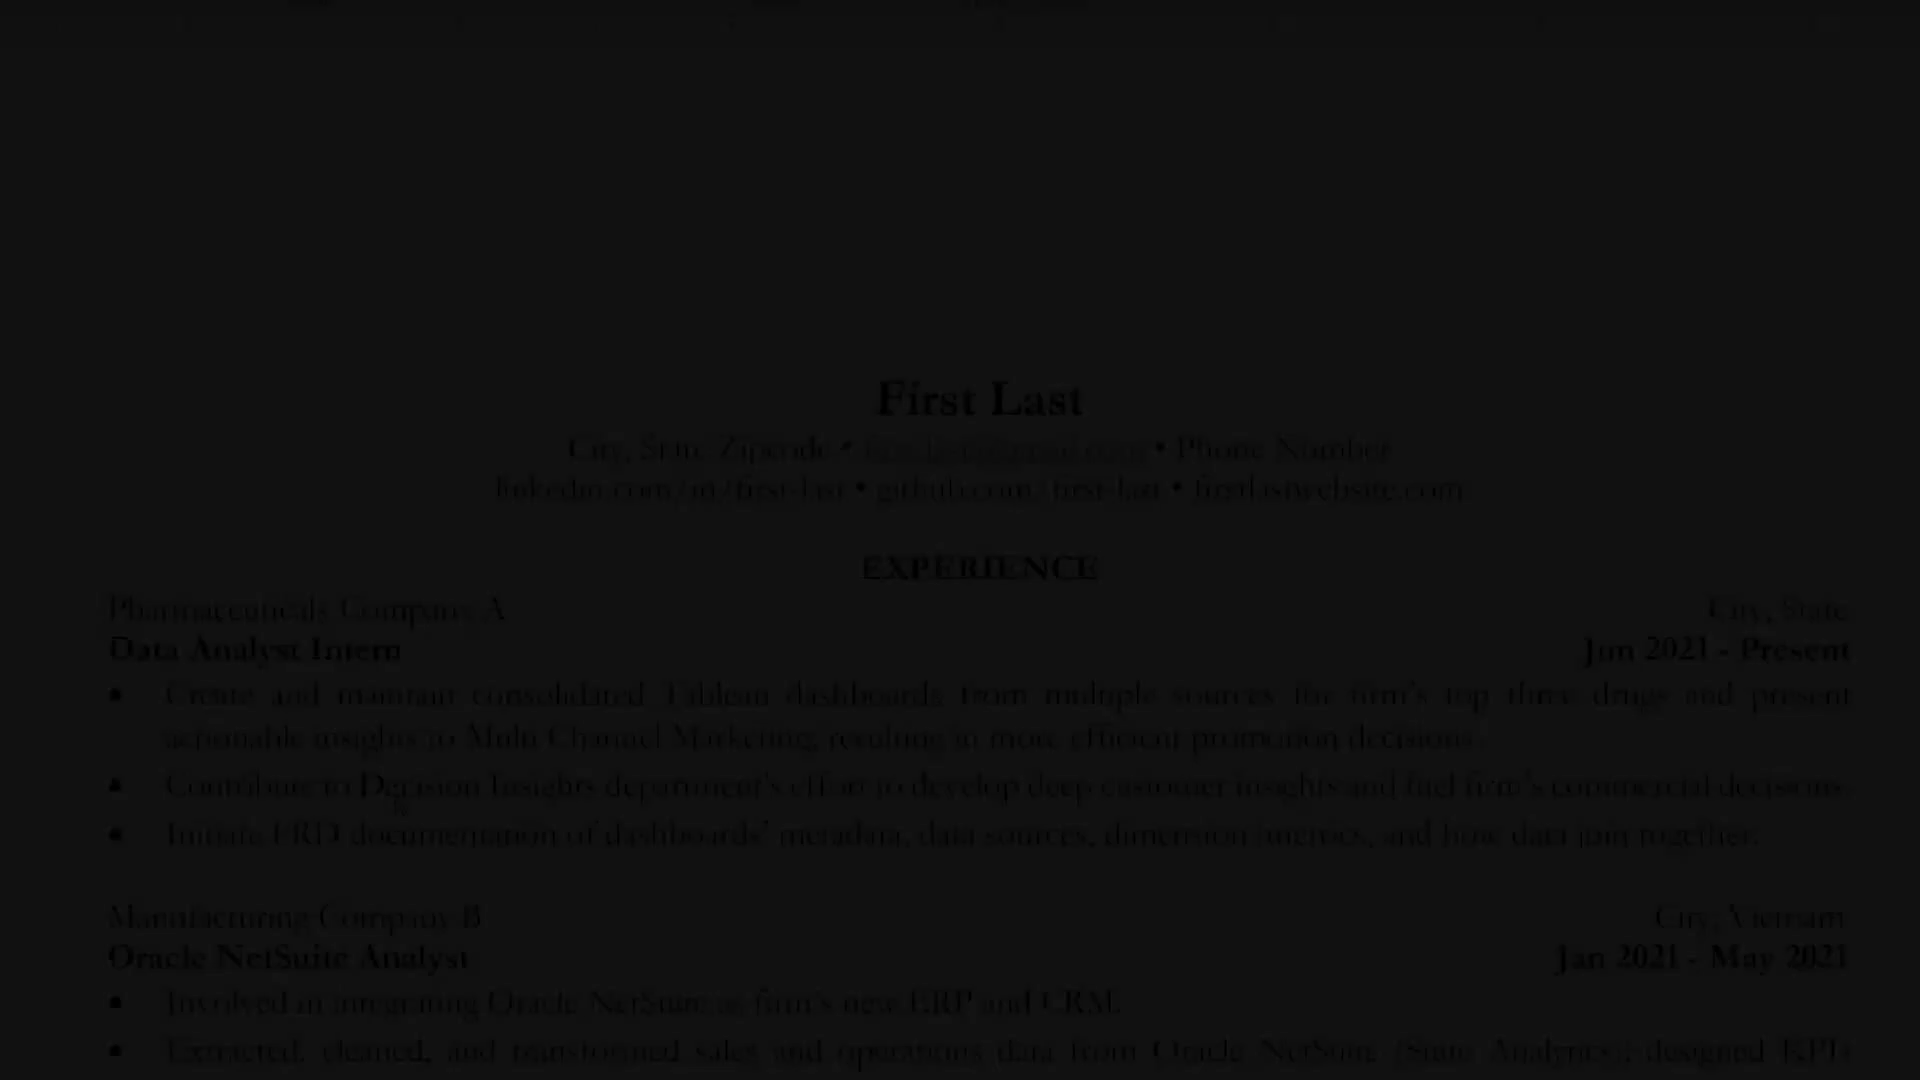 First Last
City, State Zipcode • first.last@gmail.com • Phone Number
linkedin.com/in/first-last • github.com/first-last • firstlastwebsite.com
EXPERIENCE
Pharmaceuticals Company A City, State
Data Analyst Intern Jun 2021 - Present
• Create and maintain consolidated Tableau dashboards from multiple sources for firm's top three drugs and present
actionable insights to Multi Channel Marketing, resulting in more efficient promotion decisions.
• Contribute to Decision Insights department's effort to develop deep customer insights and fuel firm's commercial decisions.
• Initiate ERD documentation of dashboards' metadata, data sources, dimension/metrics, and how data join together.
Manufacturing Company B City, Vietnam
Oracle NetSuite Analyst Jan 2021 - May 2021
• Involved in integrating Oracle NetSuite as firm's new ERP and CRM.
• Extracted, cleaned, and transformed sales and operations data from Oracle NetSuite (Suite Analytics); designed KPIs